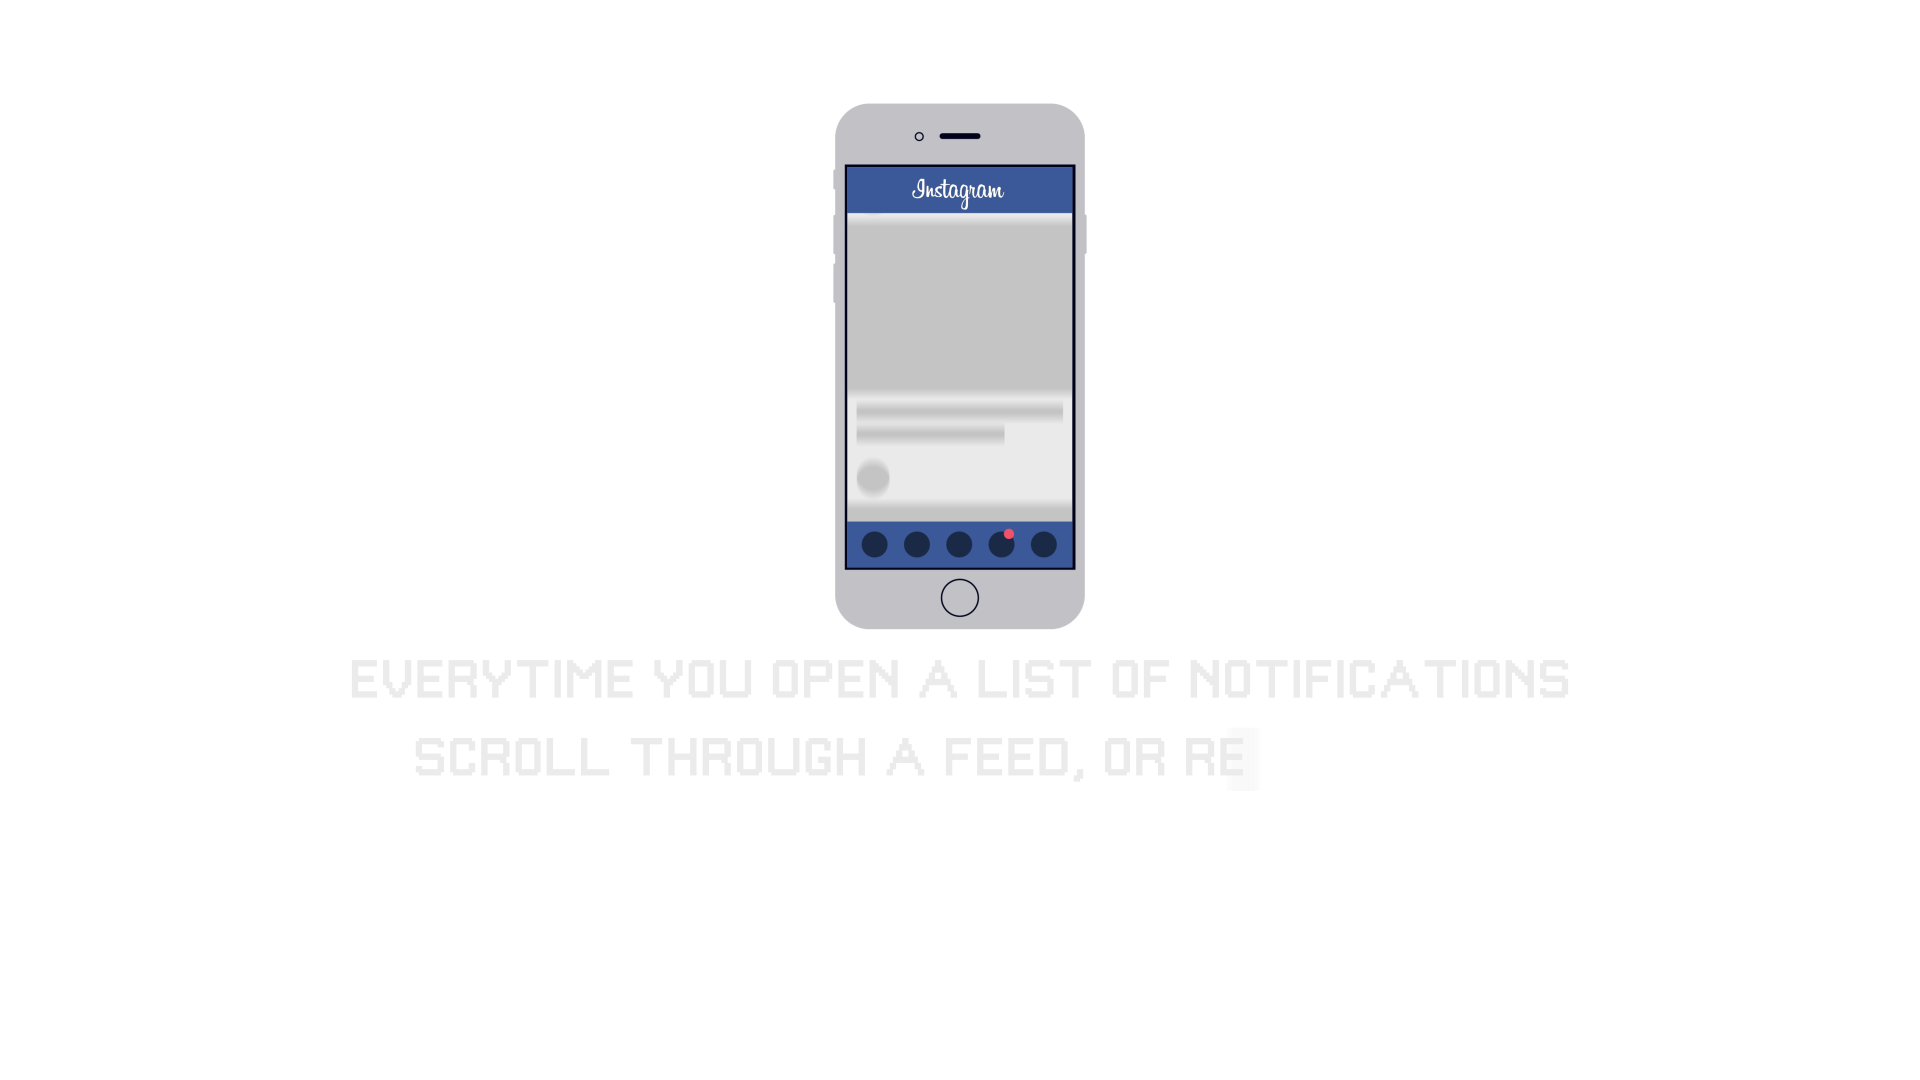 Instagram
EVERYTIME YOU OPEN A LIST OF NOTIFICATIONS
SCROLL THROUGH A FEED, OR RE